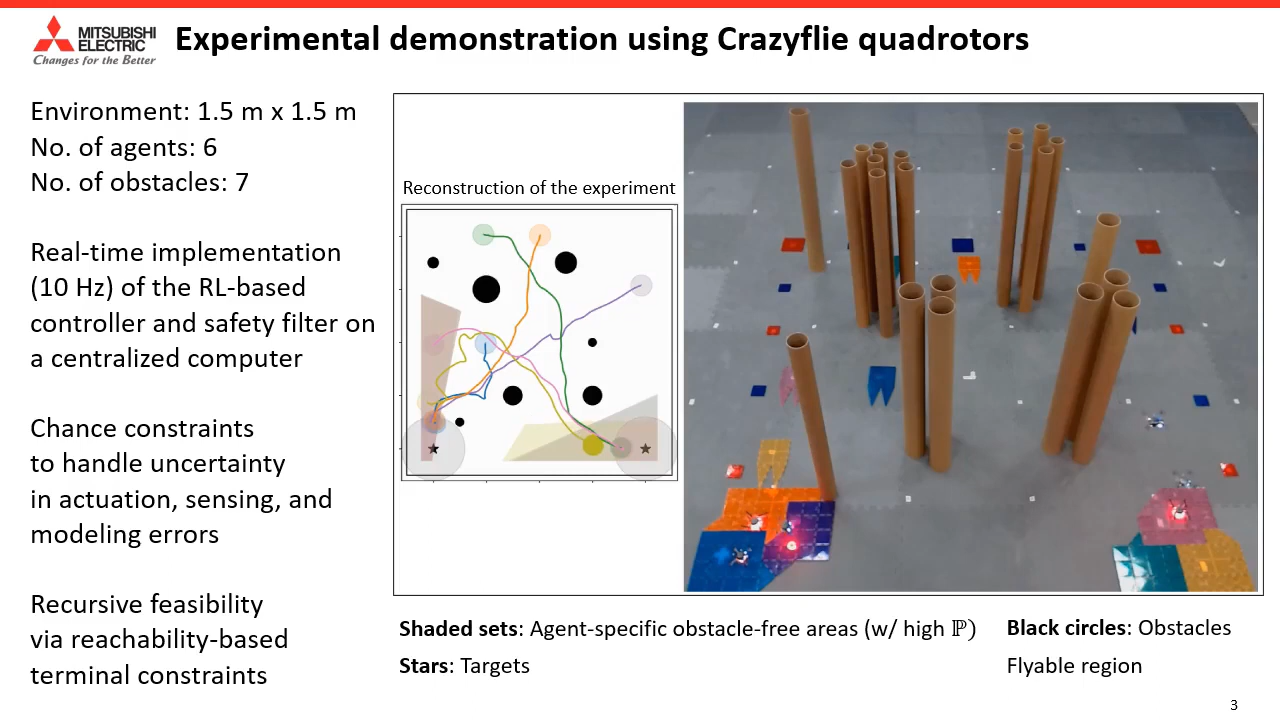 MITSUBISHI
ELECTRIC
Changes for the Better
Experimental demonstration using Crazyflie quadrotors
Environment: 1.5 m x 1.5 m
No. of agents: 6
No. of obstacles: 7
Real-time implementation
(10 Hz) of the RL-based
controller and safety filter on
a centralized computer
Chance constraints
to handle uncertainty
in actuation, sensing, and
modeling errors
Recursive feasibility
via reachability-based
terminal constraints
Reconstruction of the experiment
Shaded sets: Agent-specific obstacle-free areas (w/ high ℙ)
Black circles: Obstacles
Stars: Targets
Flyable region
3